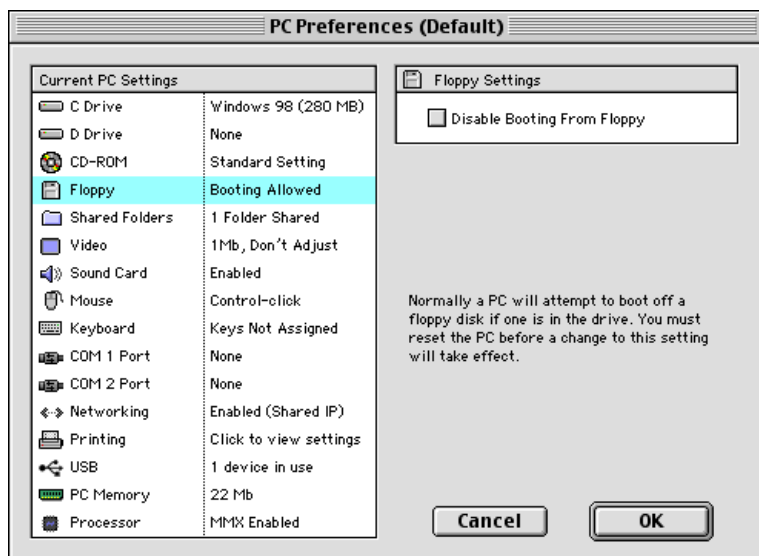 PC Preferences (Default)
Current PC Settings
C Drive Windows 98 (280 MB)
D Drive None
CD-ROM Standard Setting
Floppy Booting Allowed
Shared Folders 1 Folder Shared
Video 1Mb, Don't Adjust
Sound Card Enabled
Mouse Control-click
Keyboard Keys Not Assigned
COM 1 Port None
COM 2 Port None
Networking Enabled (Shared IP)
Printing Click to view settings
USB 1 device in use
PC Memory 22 Mb
Processor MMX Enabled
Floppy Settings
Disable Booting From Floppy
Normally a PC will attempt to boot off a
floppy disk if one is in the drive. You must
reset the PC before a change to this setting
will take effect.
Cancel OK